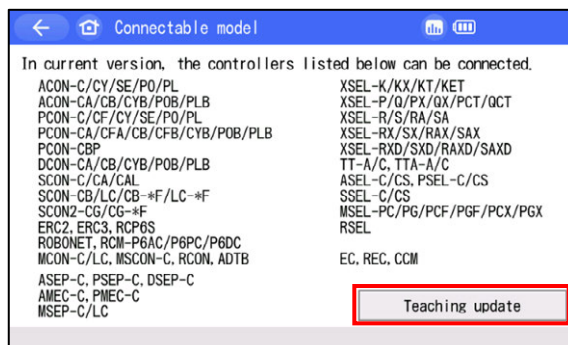 Connectable model
In current version, the controllers listed below can be connected.
ACON-C/CY/SE/PO/PL
ACON-CA/CB/CYB/POB/PLB
PCON-C/CF/CY/SE/PO/PL
PCON-CA/CFA/CB/CFB/CYB/POB/PLB
PCON-CBP
DCON-CA/CB/CYB/POB/PLB
SCON-C/CA/CAL
SCON-CB/LC/CB-*F/LC-*F
SCON2-CG/CG-*F
ERC2, ERC3, RCP6S
ROBONET, RCM-P6AC/P6PC/P6DC
MCON-C/LC, MSCON-C, RCON, ADTB
ASEP-C, PSEP-C, DSEP-C
AMEC-C, PMEC-C
MSEP-C/LC
XSEL-K/KX/KT/KET
XSEL-P/Q/PX/QX/PCT/QCT
XSEL-R/S/RA/SA
XSEL-RX/SX/RAX/SAX
XSEL-RXD/SXD/RAXD/SAXD
TT-A/C, TTA-A/C
ASEL-C/CS, PSEL-C/CS
SSEL-C/CS
MSEL-PC/PG/PCF/PGF/PCX/PGX
RSEL
EC, REC, CCM
Teaching update